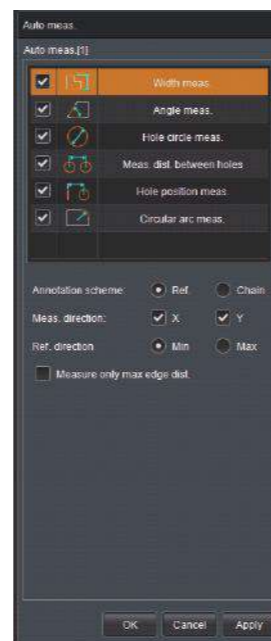 Auto meas.
Auto meas.[1]
Width meas.
Angle meas.
Hole circle meas.
Meas. dist. between holes
Hole position meas.
Circular arc meas.
Annotation scheme: Ref. Chain
Meas. direction: X Y
Ref. direction Min Max
Measure only max edge dist.
OK Cancel Apply